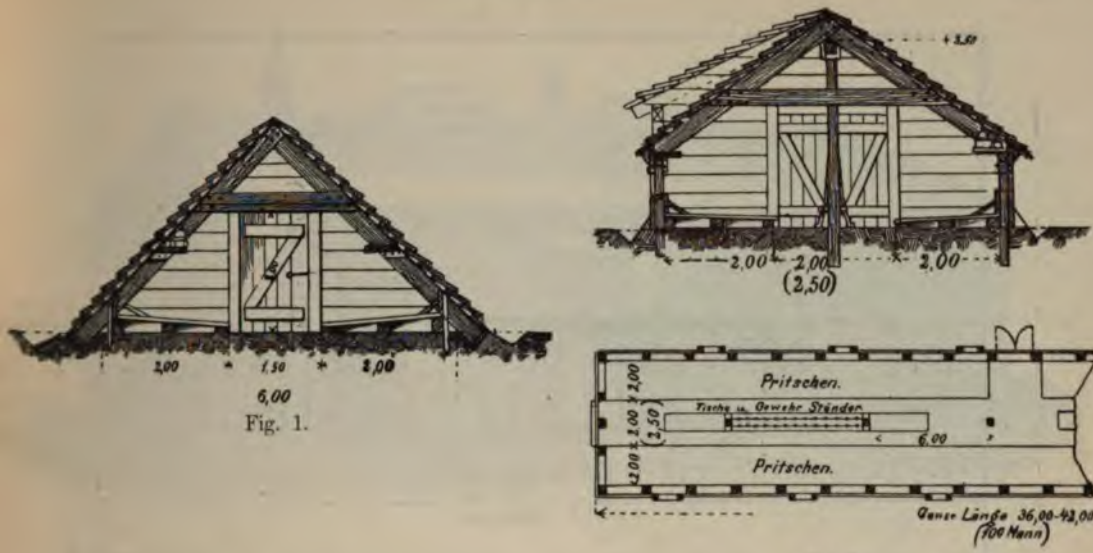 2,00 1.50 2,00
6,00
Fig. 1.
+ 3.50
2,00 2,00 2,00
(2,50)
Pritschen.
Tische u. Gewehr Ständer
6,00
2.00 x 2.00 x 2,00
(2,50)
Pritschen.
Ganze Länge 36,00-42,00
(100 Mann)